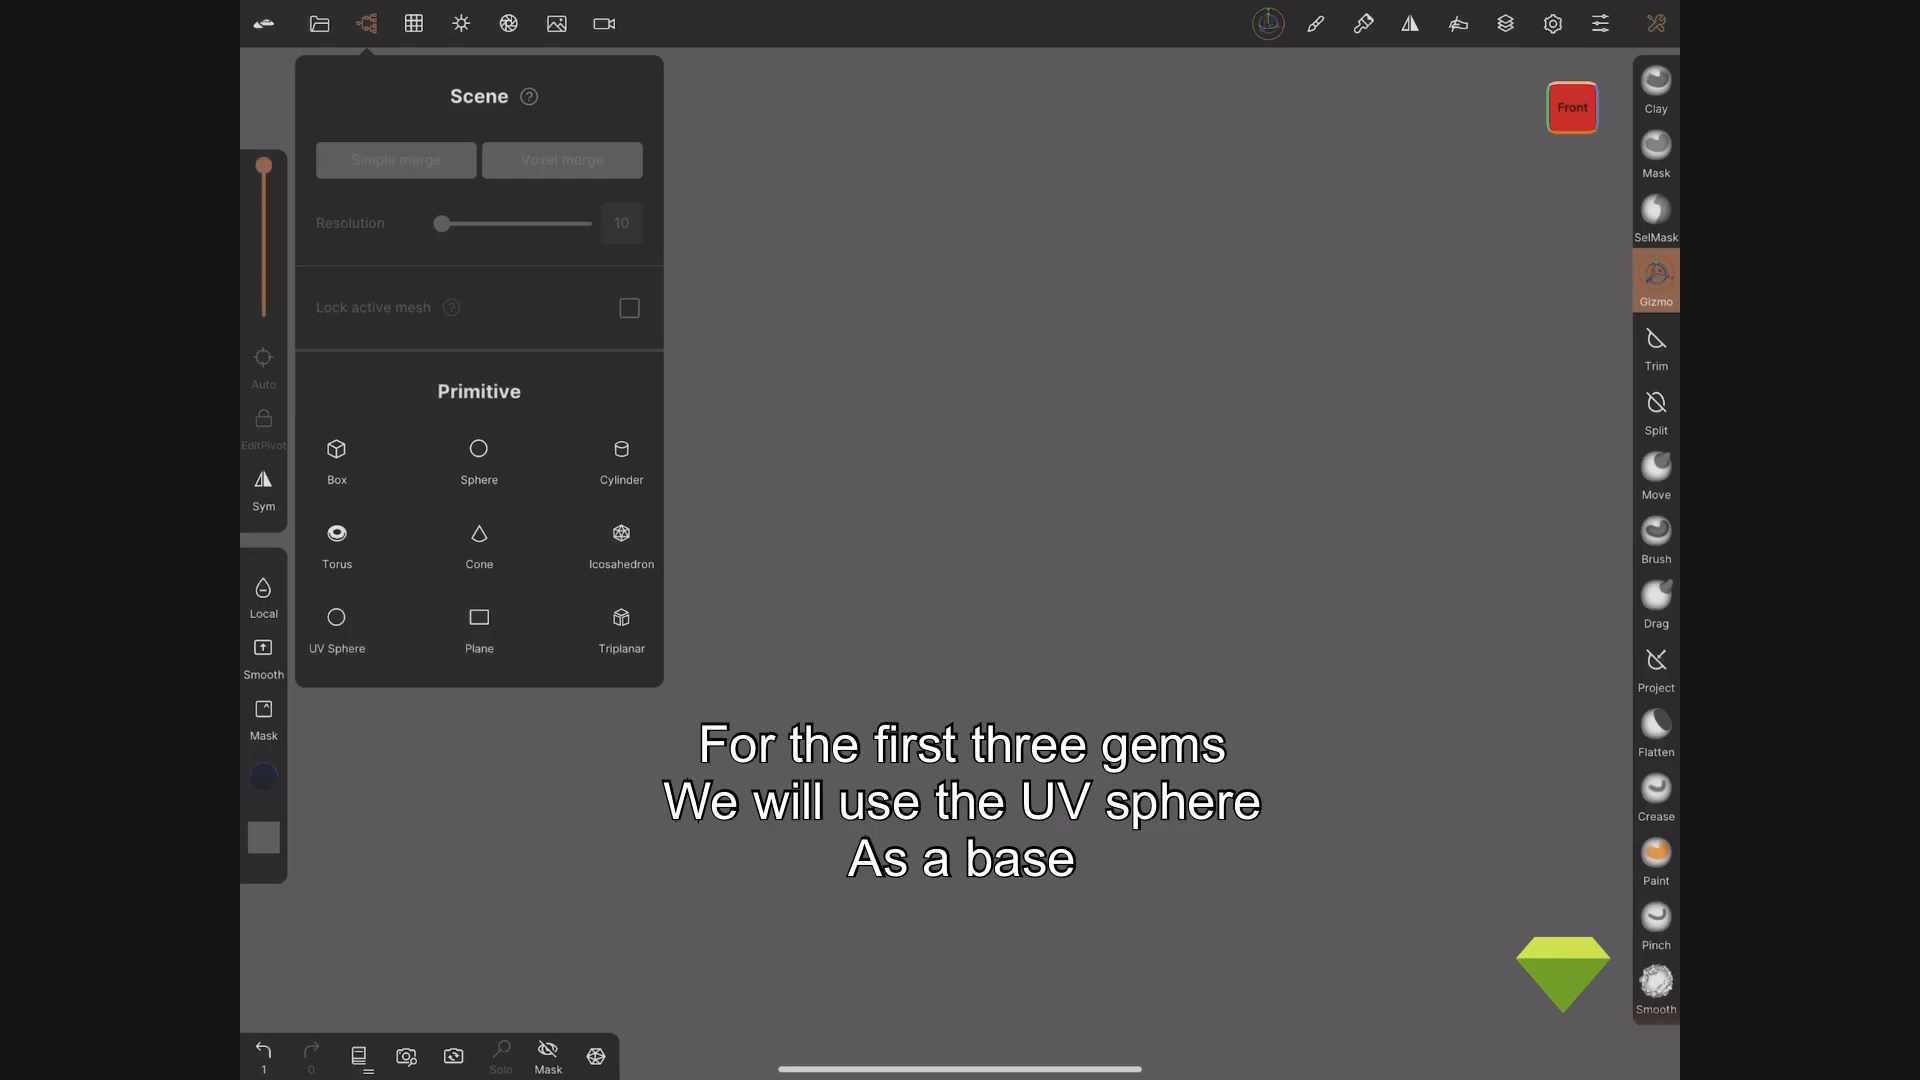 Scene ?
Simple merge Voxel merge
Resolution 10
Lock active mesh ?
Primitive
Box Sphere Cylinder
Torus Cone Icosahedron
UV Sphere Plane Triplanar
Auto
EditPivot
Sym
Local
Smooth
Mask
Front
Clay
Mask
SelMask
Gizmo
Trim
Split
Move
Brush
Drag
Project
Flatten
Crease
Paint
Pinch
Smooth
For the first three gems
We will use the UV sphere
As a base
1 0 Solo Mask